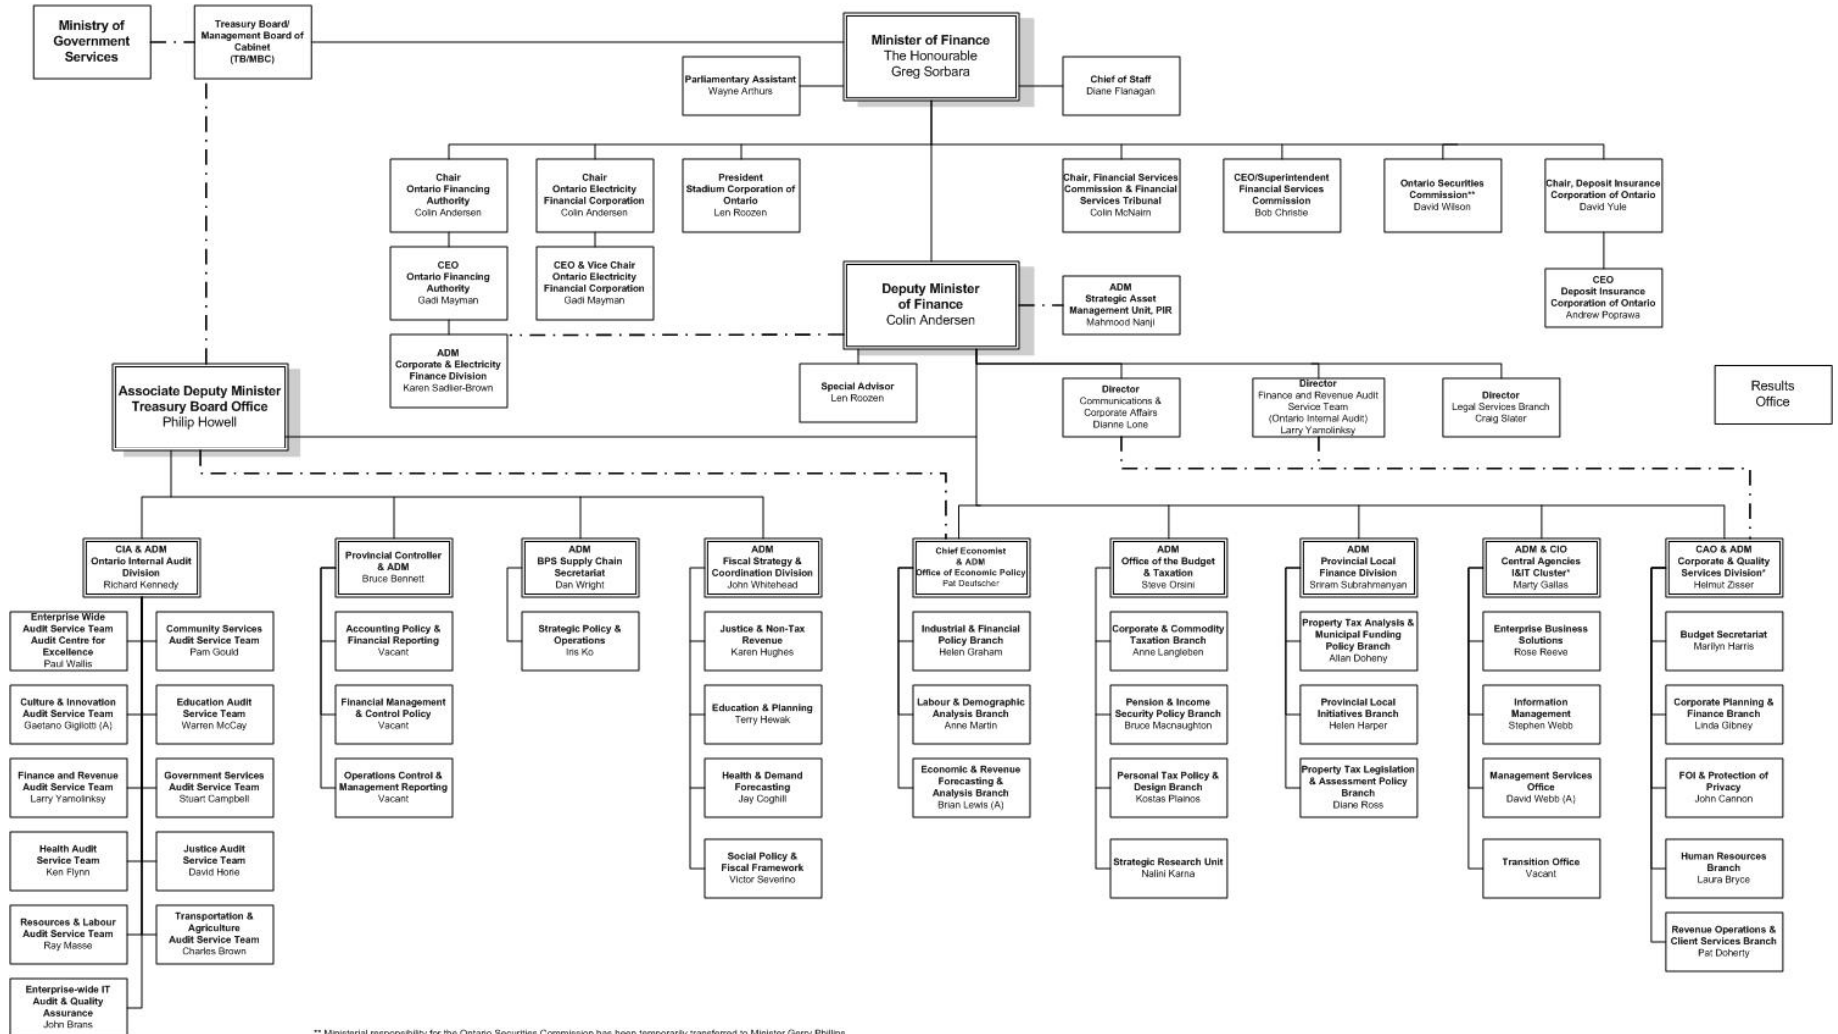 Ministry of
Government
Services
Treasury Board/
Management Board of
Cabinet
(TB/MBC)
Minister of Finance
The Honourable
Greg Sorbara
Parliamentary Assistant
Wayne Arthurs
Chief of Staff
Diane Flanagan
Chair
Ontario Financing
Authority
Colin Andersen
Chair
Ontario Electricity
Financial Corporation
Colin Andersen
President
Stadium Corporation of
Ontario
Len Roozen
Chair, Financial Services
Commission & Financial
Services Tribunal
Colin McNairn
CEO/Superintendent
Financial Services
Commission
Bob Christie
Ontario Securities
Commission**
David Wilson
Chair, Deposit Insurance
Corporation of Ontario
David Yule
CEO
Ontario Financing
Authority
Gadi Mayman
CEO & Vice Chair
Ontario Electricity
Financial Corporation
Gadi Mayman
Deputy Minister
of Finance
Colin Andersen
ADM
Strategic Asset
Management Unit, PIR
Mahmood Nanji
CEO
Deposit Insurance
Corporation of Ontario
Andrew Poprawa
ADM
Corporate & Electricity
Finance Division
Karen Sadlier-Brown
Associate Deputy Minister
Treasury Board Office
Philip Howell
Special Advisor
Len Roozen
Director
Communications &
Corporate Affairs
Dianne Lone
Director
Finance and Revenue Audit
Service Team
(Ontario Internal Audit)
Larry Yamolinksy
Director
Legal Services Branch
Craig Slater
Results
Office
CIA & ADM
Ontario Internal Audit
Division
Richard Kennedy
Provincial Controller
& ADM
Bruce Bennett
ADM
BPS Supply Chain
Secretariat
Dan Wright
ADM
Fiscal Strategy &
Coordination Division
John Whitehead
Chief Economist
& ADM
Office of Economic Policy
Pat Deutscher
ADM
Office of the Budget
& Taxation
Steve Orsini
ADM
Provincial Local
Finance Division
Sriram Subrahmanyan
ADM & CIO
Central Agencies
I&IT Cluster*
Marty Gallas
CAO & ADM
Corporate & Quality
Services Division*
Helmut Zisser
Enterprise Wide
Audit Service Team
Audit Centre for
Excellence
Paul Wallis
Community Services
Audit Service Team
Pam Gould
Accounting Policy &
Financial Reporting
Vacant
Strategic Policy &
Operations
Iris Ko
Justice & Non-Tax
Revenue
Karen Hughes
Industrial & Financial
Policy Branch
Helen Graham
Corporate & Commodity
Taxation Branch
Anne Langleben
Property Tax Analysis &
Municipal Funding
Policy Branch
Allan Doheny
Enterprise Business
Solutions
Rose Reeve
Budget Secretariat
Marilyn Harris
Culture & Innovation
Audit Service Team
Gaetano Gigilotti (A)
Education Audit
Service Team
Warren McCay
Financial Management
& Control Policy
Vacant
Education & Planning
Terry Hewak
Labour & Demographic
Analysis Branch
Anne Martin
Pension & Income
Security Policy Branch
Bruce Macnaughton
Provincial Local
Initiatives Branch
Helen Harper
Information
Management
Stephen Webb
Corporate Planning &
Finance Branch
Linda Gibney
Finance and Revenue
Audit Service Team
Larry Yamolinksy
Government Services
Audit Service Team
Stuart Campbell
Operations Control &
Management Reporting
Vacant
Health & Demand
Forecasting
Jay Coghill
Economic & Revenue
Forecasting &
Analysis Branch
Brian Lewis (A)
Personal Tax Policy &
Design Branch
Kostas Plainos
Property Tax Legislation
& Assessment Policy
Branch
Diane Ross
Management Services
Office
David Webb (A)
FOI & Protection of
Privacy
John Cannon
Health Audit
Service Team
Ken Flynn
Justice Audit
Service Team
David Horie
Social Policy &
Fiscal Framework
Victor Severino
Strategic Research Unit
Nalini Karna
Transition Office
Vacant
Human Resources
Branch
Laura Bryce
Resources & Labour
Audit Service Team
Ray Masse
Transportation &
Agriculture
Audit Service Team
Charles Brown
Revenue Operations &
Client Services Branch
Pat Doherty
Enterprise-wide IT
Audit & Quality
Assurance
John Brans
** Ministerial responsibility for the Ontario Securities Commission has been temporarily transferred to Minister Gerry Phillips